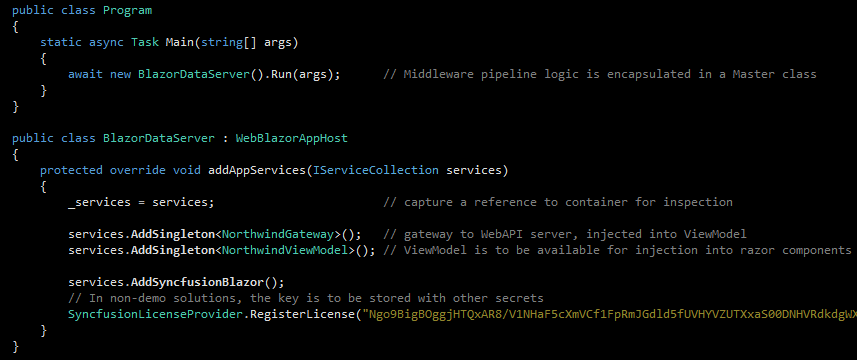 public class Program
{
    static async Task Main(string[] args)
    {
        await new BlazorDataServer().Run(args);      // Middleware pipeline logic is encapsulated in a Master class
    }
}

public class BlazorDataServer : WebBlazorAppHost
{
    protected override void addAppServices(IServiceCollection services)
    {
        _services = services;                        // capture a reference to container for inspection

        services.AddSingleton<NorthwindGateway>();   // gateway to WebAPI server, injected into ViewModel
        services.AddSingleton<NorthwindViewModel>(); // ViewModel is to be available for injection into razor components

        services.AddSyncfusionBlazor();
        // In non-demo solutions, the key is to be stored with other secrets
        SyncfusionLicenseProvider.RegisterLicense("Ngo9BigBOggjHTQxAR8/V1NHaF5cXmVCf1FpRmJGdld5fUVHYVZUTXxaS00DNHVRdkdgWX
    }
}